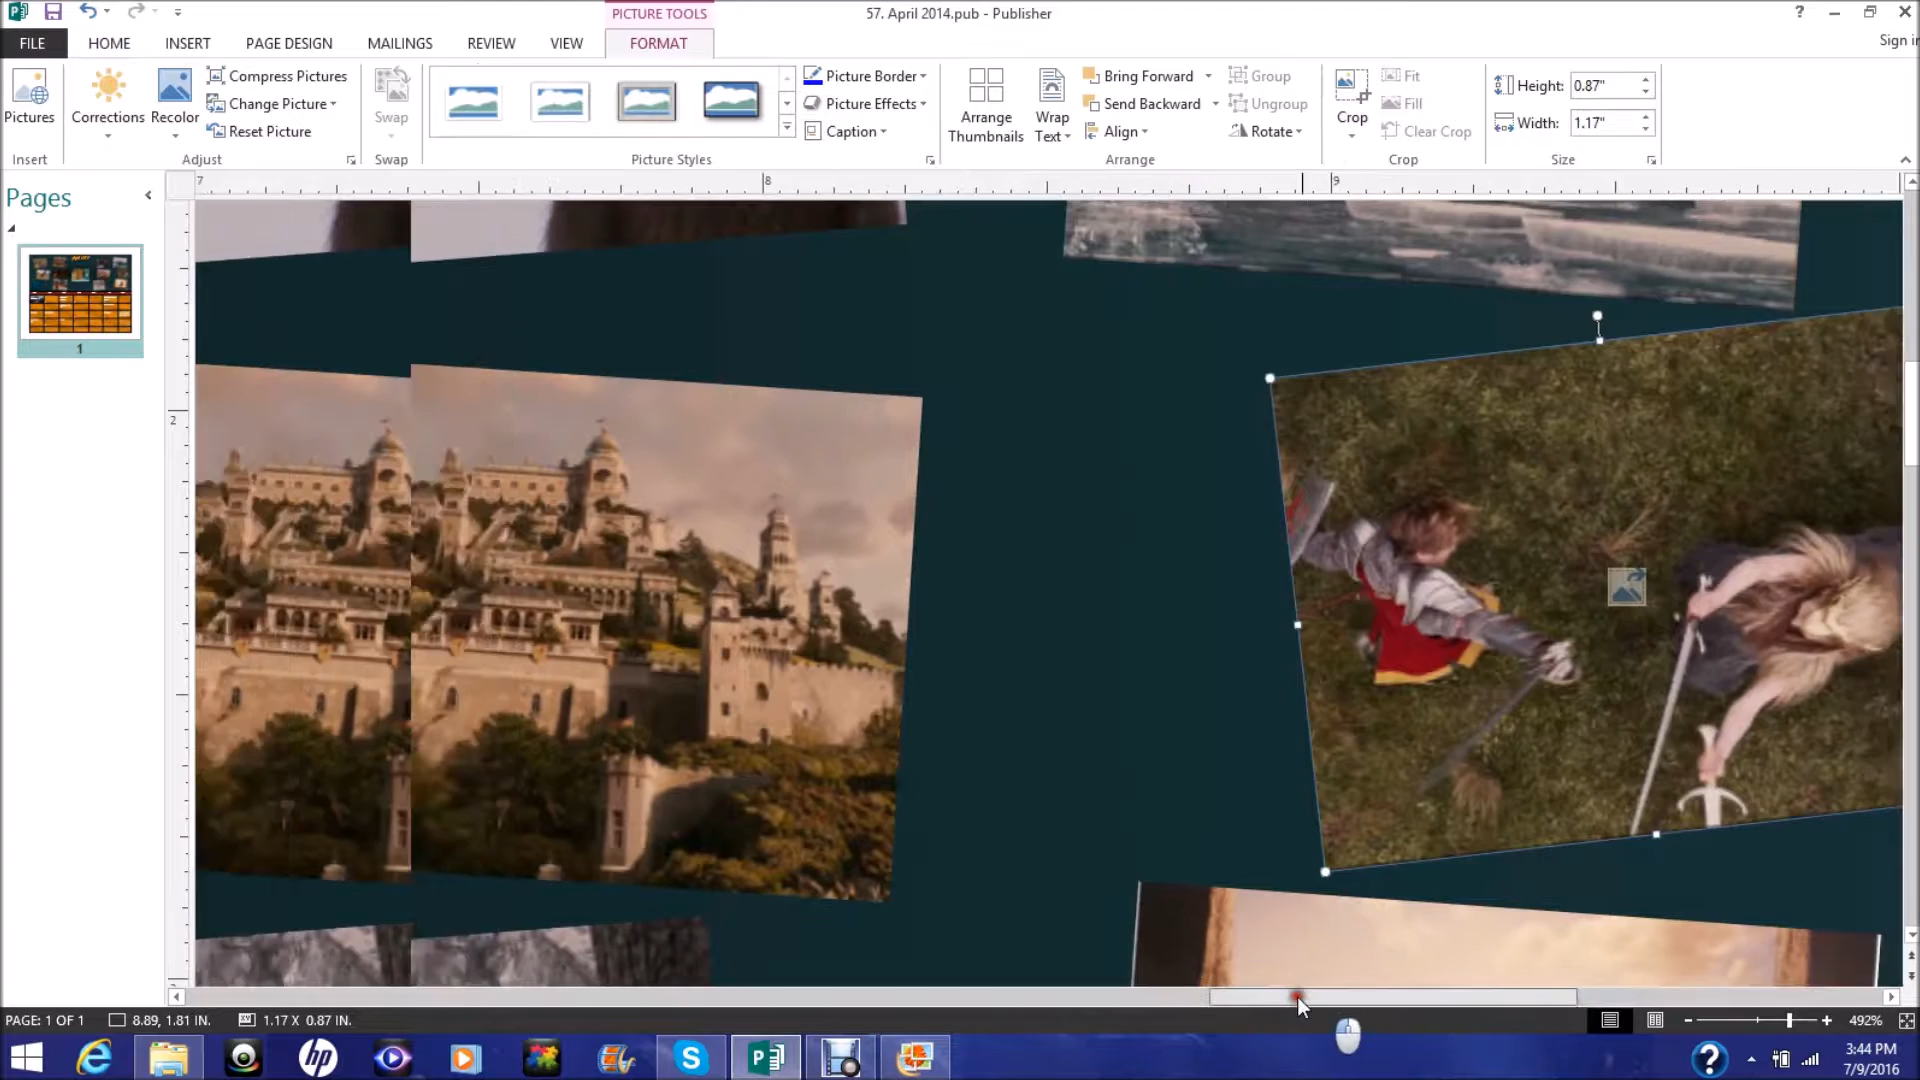 PICTURE TOOLS
57. April 2014.pub - Publisher
FILE HOME INSERT PAGE DESIGN MAILINGS REVIEW VIEW FORMAT
Sign in
Pictures
Corrections
Recolor
Compress Pictures
Change Picture
Reset Picture
Swap
Picture Border
Picture Effects
Caption
Arrange Thumbnails
Wrap Text
Bring Forward
Send Backward
Align
Group
Ungroup
Rotate
Crop
Fit
Fill
Clear Crop
Height: 0.87"
Width: 1.17"
Insert Adjust Swap Picture Styles Arrange Crop Size
Pages
7 8 9
2
1
PAGE: 1 OF 1 8.89, 1.81 IN. 1.17 X 0.87 IN. 492%
3:44 PM
7/9/2016